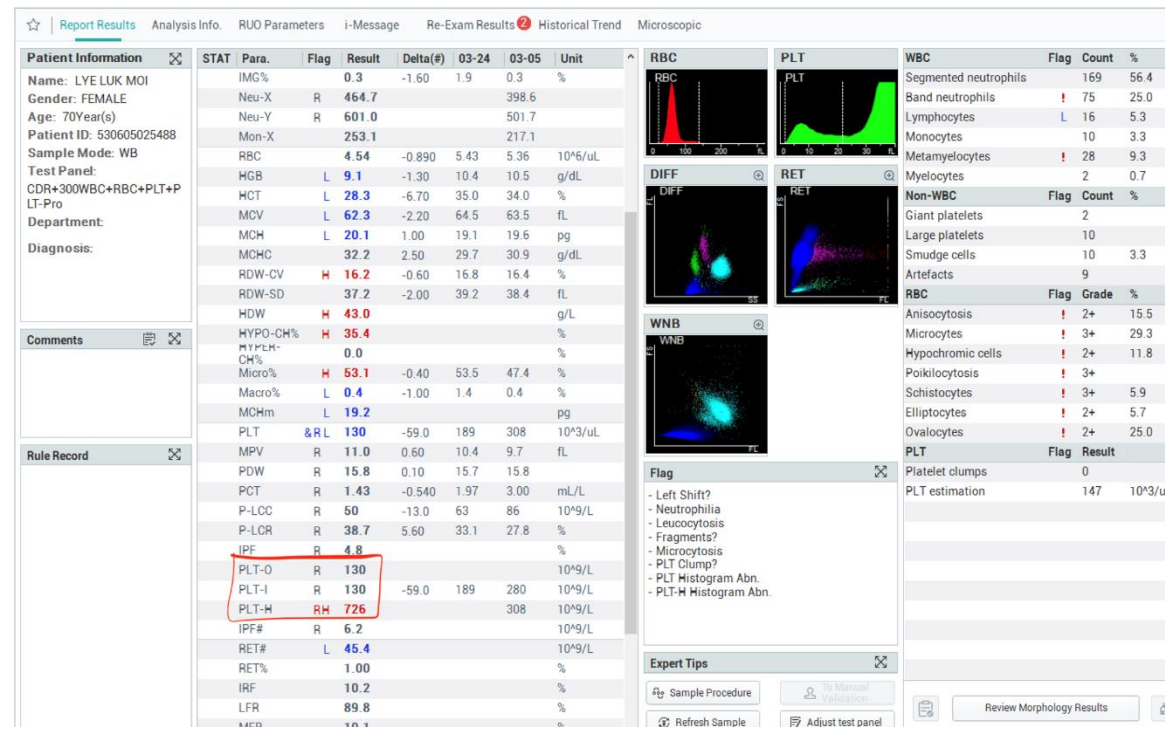 Report Results Analysis Info. RUO Parameters i-Message Re-Exam Results 2 Historical Trend Microscopic
Patient Information
Name: LYE LUK MOI
Gender: FEMALE
Age: 70Year(s)
Patient ID: 530605025488
Sample Mode: WB
Test Panel:
CDR+300WBC+RBC+PLT+P
LT-Pro
Department:
Diagnosis:
Comments
Rule Record
STAT Para. Flag Result Delta(#) 03-24 03-05 Unit
IMG% 0.3 -1.60 1.9 0.3 %
Neu-X R 464.7 398.6
Neu-Y R 601.0 501.7
Mon-X 253.1 217.1
RBC 4.54 -0.890 5.43 5.36 10^6/uL
HGB L 9.1 -1.30 10.4 10.5 g/dL
HCT L 28.3 -6.70 35.0 34.0 %
MCV L 62.3 -2.20 64.5 63.5 fL
MCH L 20.1 1.00 19.1 19.6 pg
MCHC 32.2 2.50 29.7 30.9 g/dL
RDW-CV H 16.2 -0.60 16.8 16.4 %
RDW-SD 37.2 -2.00 39.2 38.4 fL
HDW H 43.0 g/L
HYPO-CH% H 35.4 %
HYPER-
CH% 0.0 %
Micro% H 53.1 -0.40 53.5 47.4 %
Macro% L 0.4 -1.00 1.4 0.4 %
MCHm L 19.2 pg
PLT &RL 130 -59.0 189 308 10^3/uL
MPV R 11.0 0.60 10.4 9.7 fL
PDW R 15.8 0.10 15.7 15.8
PCT R 1.43 -0.540 1.97 3.00 mL/L
P-LCC R 50 -13.0 63 86 10^9/L
P-LCR R 38.7 5.60 33.1 27.8 %
IPF R 4.8 %
PLT-O R 130 10^9/L
PLT-I R 130 -59.0 189 280 10^9/L
PLT-H RH 726 308 10^9/L
IPF# R 6.2 10^9/L
RET# L 45.4 10^9/L
RET% 1.00 %
IRF 10.2 %
LFR 89.8 %
RBC
RBC
0 100 200 fL
PLT
PLT
0 10 20 30 fL
DIFF
DIFF
FL
SS
RET
RET
FS
FL
WNB
WNB
FS
FL
Flag
- Left Shift?
- Neutrophilia
- Leucocytosis
- Fragments?
- Microcytosis
- PLT Clump?
- PLT Histogram Abn.
- PLT-H Histogram Abn.
Expert Tips
Sample Procedure
To Manual
Validation
Refresh Sample
Adjust test panel
WBC Flag Count %
Segmented neutrophils 169 56.4
Band neutrophils ! 75 25.0
Lymphocytes L 16 5.3
Monocytes 10 3.3
Metamyelocytes ! 28 9.3
Myelocytes 2 0.7
Non-WBC Flag Count %
Giant platelets 2
Large platelets 10
Smudge cells 10 3.3
Artefacts 9
RBC Flag Grade %
Anisocytosis ! 2+ 15.5
Microcytes ! 3+ 29.3
Hypochromic cells ! 2+ 11.8
Poikilocytosis ! 3+
Schistocytes ! 3+ 5.9
Elliptocytes ! 2+ 5.7
Ovalocytes ! 2+ 25.0
PLT Flag Result
Platelet clumps 0
PLT estimation 147 10^3/u
Review Morphology Results